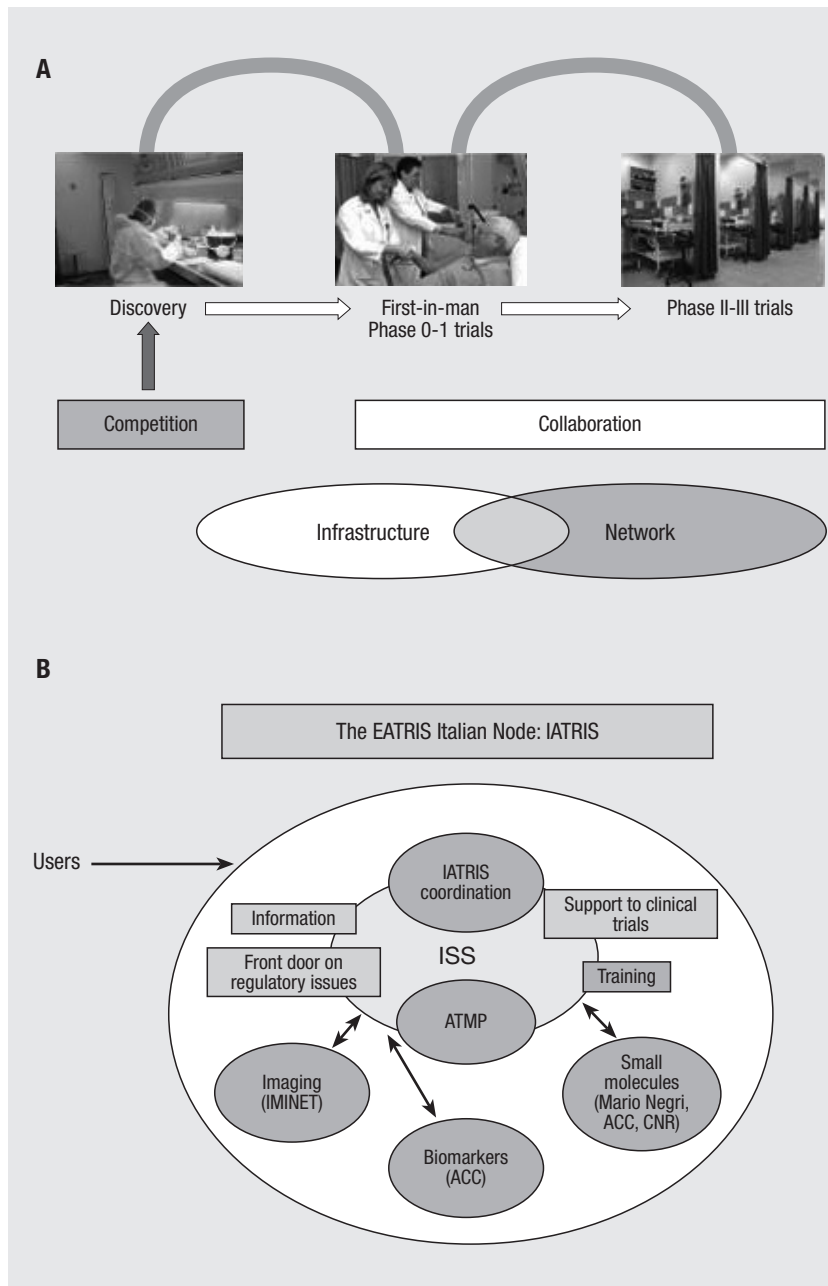 A
Discovery
First-in-man
Phase 0-1 trials
Phase II-III trials
Competition
Collaboration
Infrastructure
Network
B
The EATRIS Italian Node: IATRIS
Users
IATRIS
coordination
Information
Support to clinical
trials
ISS
Front door on
regulatory issues
Training
ATMP
Imaging
(IMINET)
Small
molecules
(Mario Negri,
ACC, CNR)
Biomarkers
(ACC)